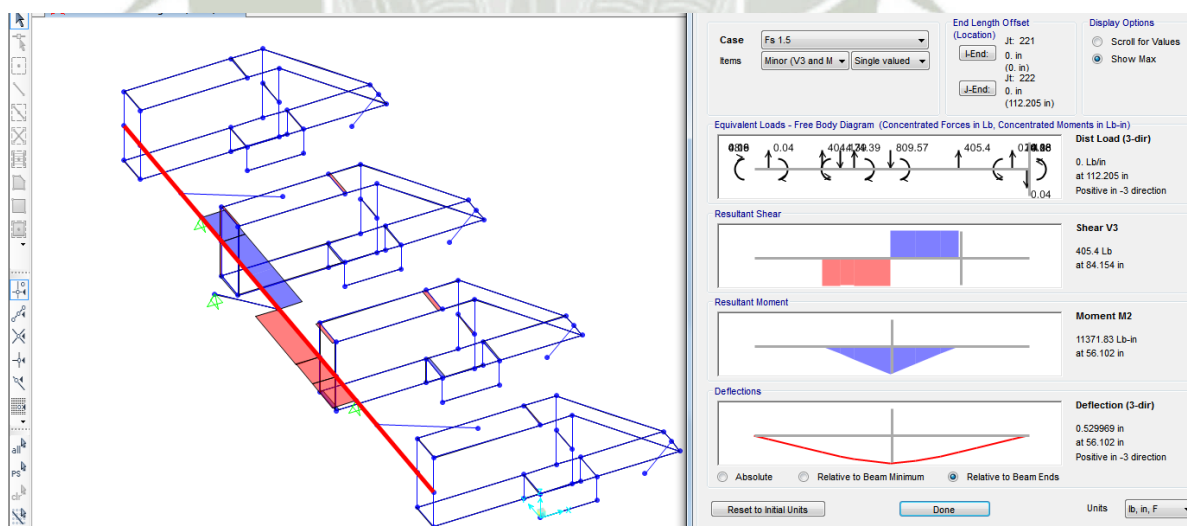 Case
Fs 1.5
Items
Minor (V3 and M
Single valued
End Length Offset
(Location)
Jt: 221
I-End:
0. in
(0. in)
Jt: 222
J-End:
0. in
(112.205 in)
Display Options
Scroll for Values
Show Max
Equivalent Loads - Free Body Diagram (Concentrated Forces in Lb, Concentrated Moments in Lb-in)
0.04
809.57
405.4
0.04
Dist Load (3-dir)
0. Lb/in
at 112.205 in
Positive in -3 direction
Resultant Shear
Shear V3
405.4 Lb
at 84.154 in
Resultant Moment
Moment M2
11371.83 Lb-in
at 56.102 in
Deflections
Deflection (3-dir)
0.529969 in
at 56.102 in
Positive in -3 direction
Absolute
Relative to Beam Minimum
Relative to Beam Ends
Reset to Initial Units
Done
Units
lb, in, F
all
PS
clr